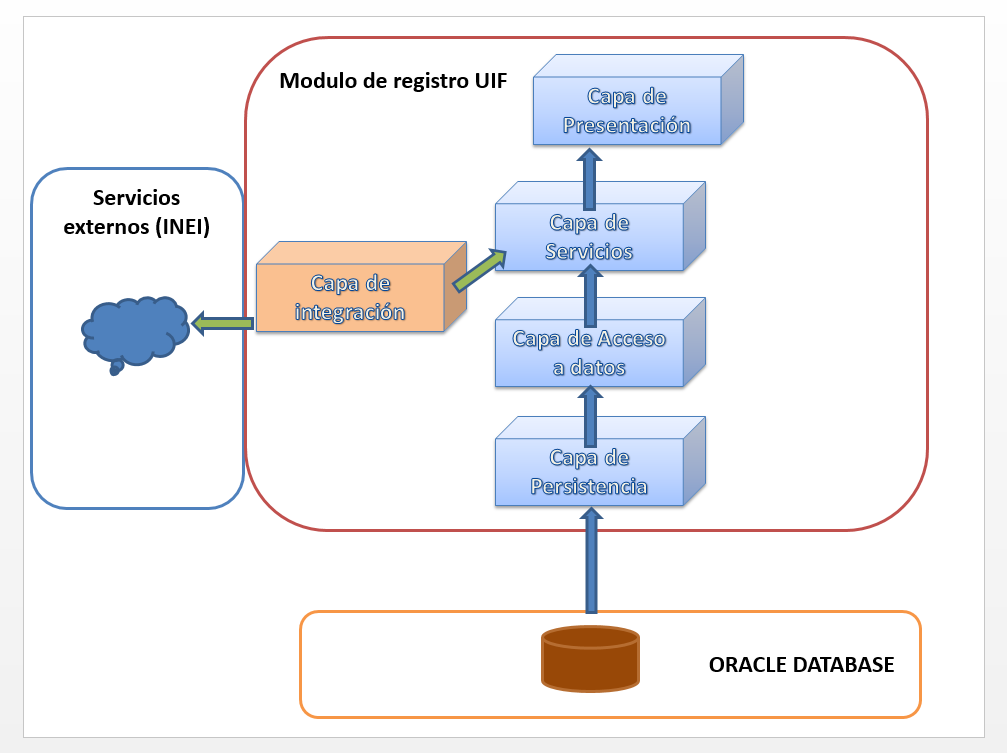 Modulo de registro UIF
Capa de
Presentación
Servicios
externos (INEI)
Capa de
Servicios
Capa de
integración
Capa de Acceso
a datos
Capa de
Persistencia
ORACLE DATABASE